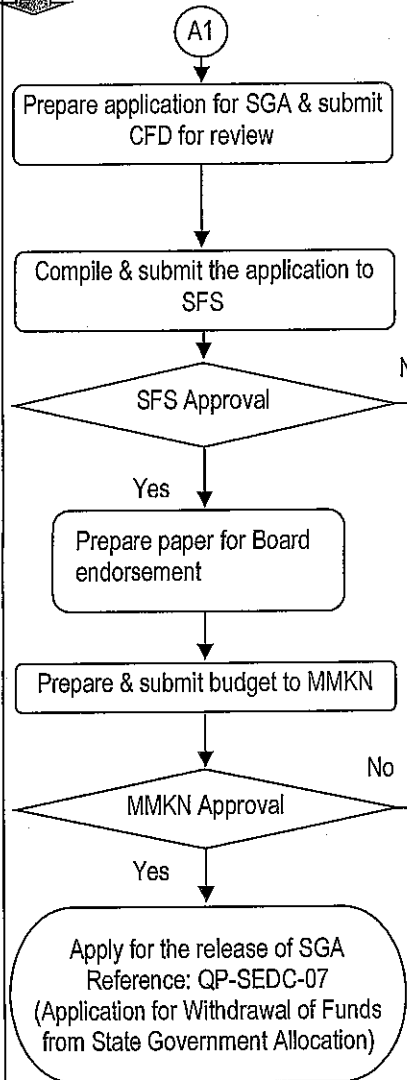 A1
Prepare application for SGA & submit
CFD for review
Compile & submit the application to
SFS
SFS Approval
Yes
Prepare paper for Board
endorsement
Prepare & submit budget to MMKN
No
MMKN Approval
Yes
Apply for the release of SGA
Reference: QP-SEDC-07
(Application for Withdrawal of Funds
from State Government Allocation)